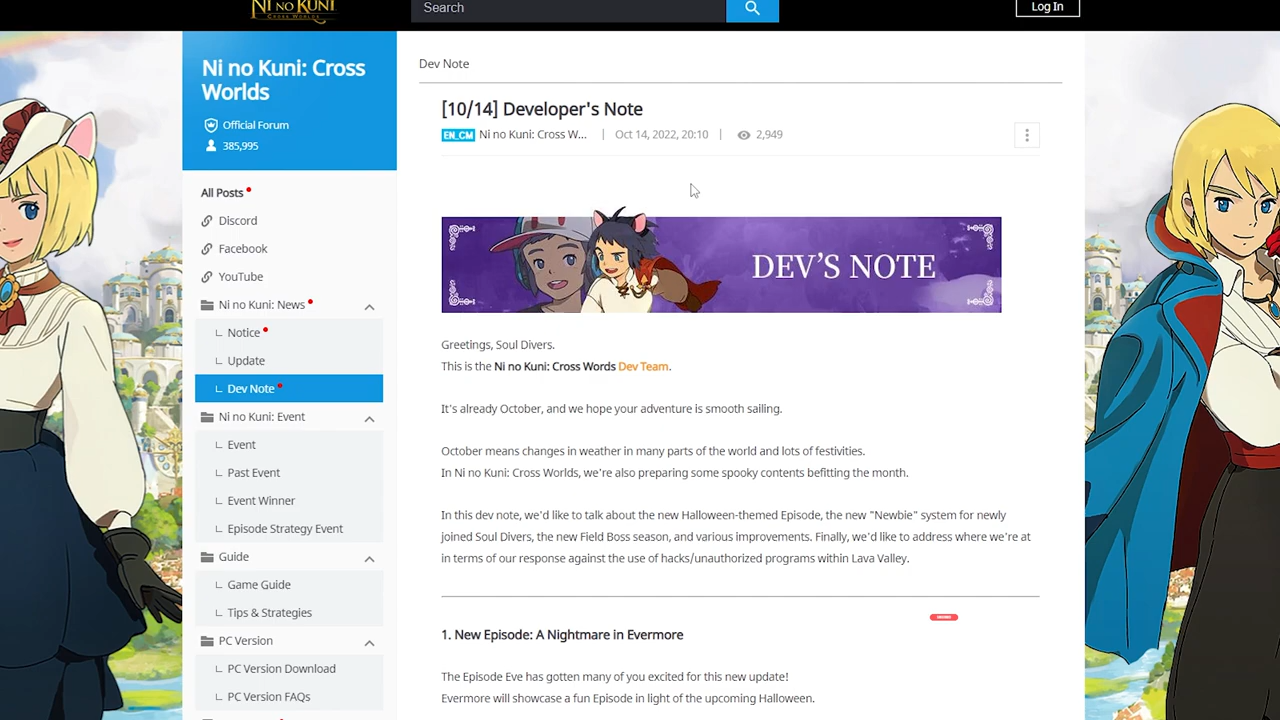 NI NO KUNI
CROSS WORLDS
Search
Log In
Ni no Kuni: Cross
Worlds
Official Forum
385,995
All Posts
Discord
Facebook
YouTube
Ni no Kuni: News
Notice
Update
Dev Note
Ni no Kuni: Event
Event
Past Event
Event Winner
Episode Strategy Event
Guide
Game Guide
Tips & Strategies
PC Version
PC Version Download
PC Version FAQs
Dev Note
[10/14] Developer's Note
EN_CM Ni no Kuni: Cross W... | Oct 14, 2022, 20:10 | 2,949
DEV'S NOTE
Greetings, Soul Divers.
This is the Ni no Kuni: Cross Words Dev Team.
It's already October, and we hope your adventure is smooth sailing.
October means changes in weather in many parts of the world and lots of festivities.
In Ni no Kuni: Cross Worlds, we're also preparing some spooky contents befitting the month.
In this dev note, we'd like to talk about the new Halloween-themed Episode, the new "Newbie" system for newly
joined Soul Divers, the new Field Boss season, and various improvements. Finally, we'd like to address where we're at
in terms of our response against the use of hacks/unauthorized programs within Lava Valley.
1. New Episode: A Nightmare in Evermore
The Episode Eve has gotten many of you excited for this new update!
Evermore will showcase a fun Episode in light of the upcoming Halloween.